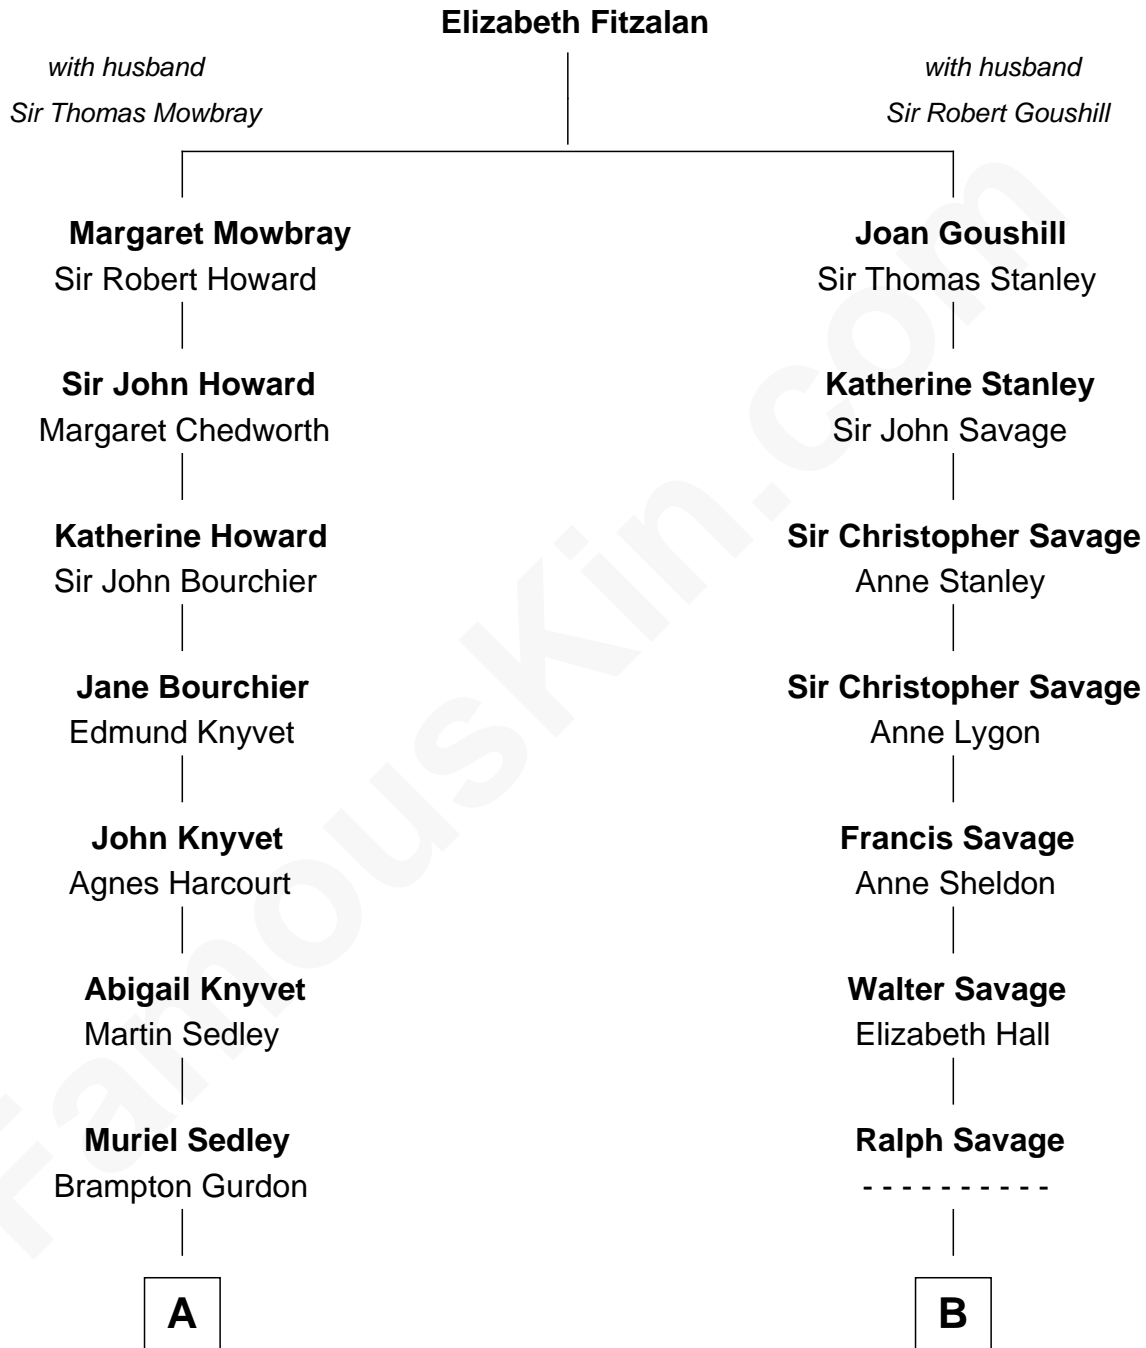 Elizabeth Fitzalan
with husband
Sir Thomas Mowbray
with husband
Sir Robert Goushill
Margaret Mowbray
Sir Robert Howard
Joan Goushill
Sir Thomas Stanley
Sir John Howard
Margaret Chedworth
Katherine Stanley
Sir John Savage
Katherine Howard
Sir John Bourchier
Sir Christopher Savage
Anne Stanley
Jane Bourchier
Edmund Knyvet
Sir Christopher Savage
Anne Lygon
John Knyvet
Agnes Harcourt
Francis Savage
Anne Sheldon
Abigail Knyvet
Martin Sedley
Walter Savage
Elizabeth Hall
Muriel Sedley
Brampton Gurdon
Ralph Savage
- - - - - - - - - -
A
B
FamousKin.com